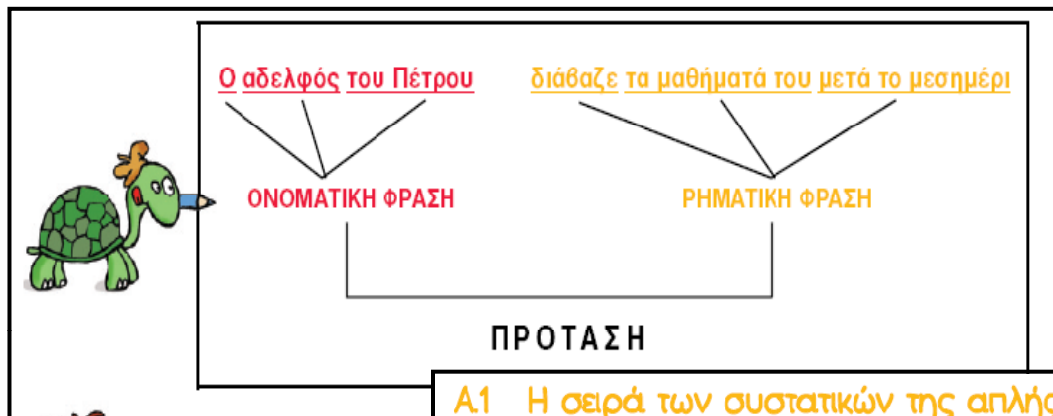 Ο αδελφός του Πέτρου διάβαζε τα μαθήματά του μετά το μεσημέρι
ΟΝΟΜΑΤΙΚΗ ΦΡΑΣΗ ΡΗΜΑΤΙΚΗ ΦΡΑΣΗ
ΠΡΟΤΑΣΗ
Α.1 Η σειρά των συστατικών της